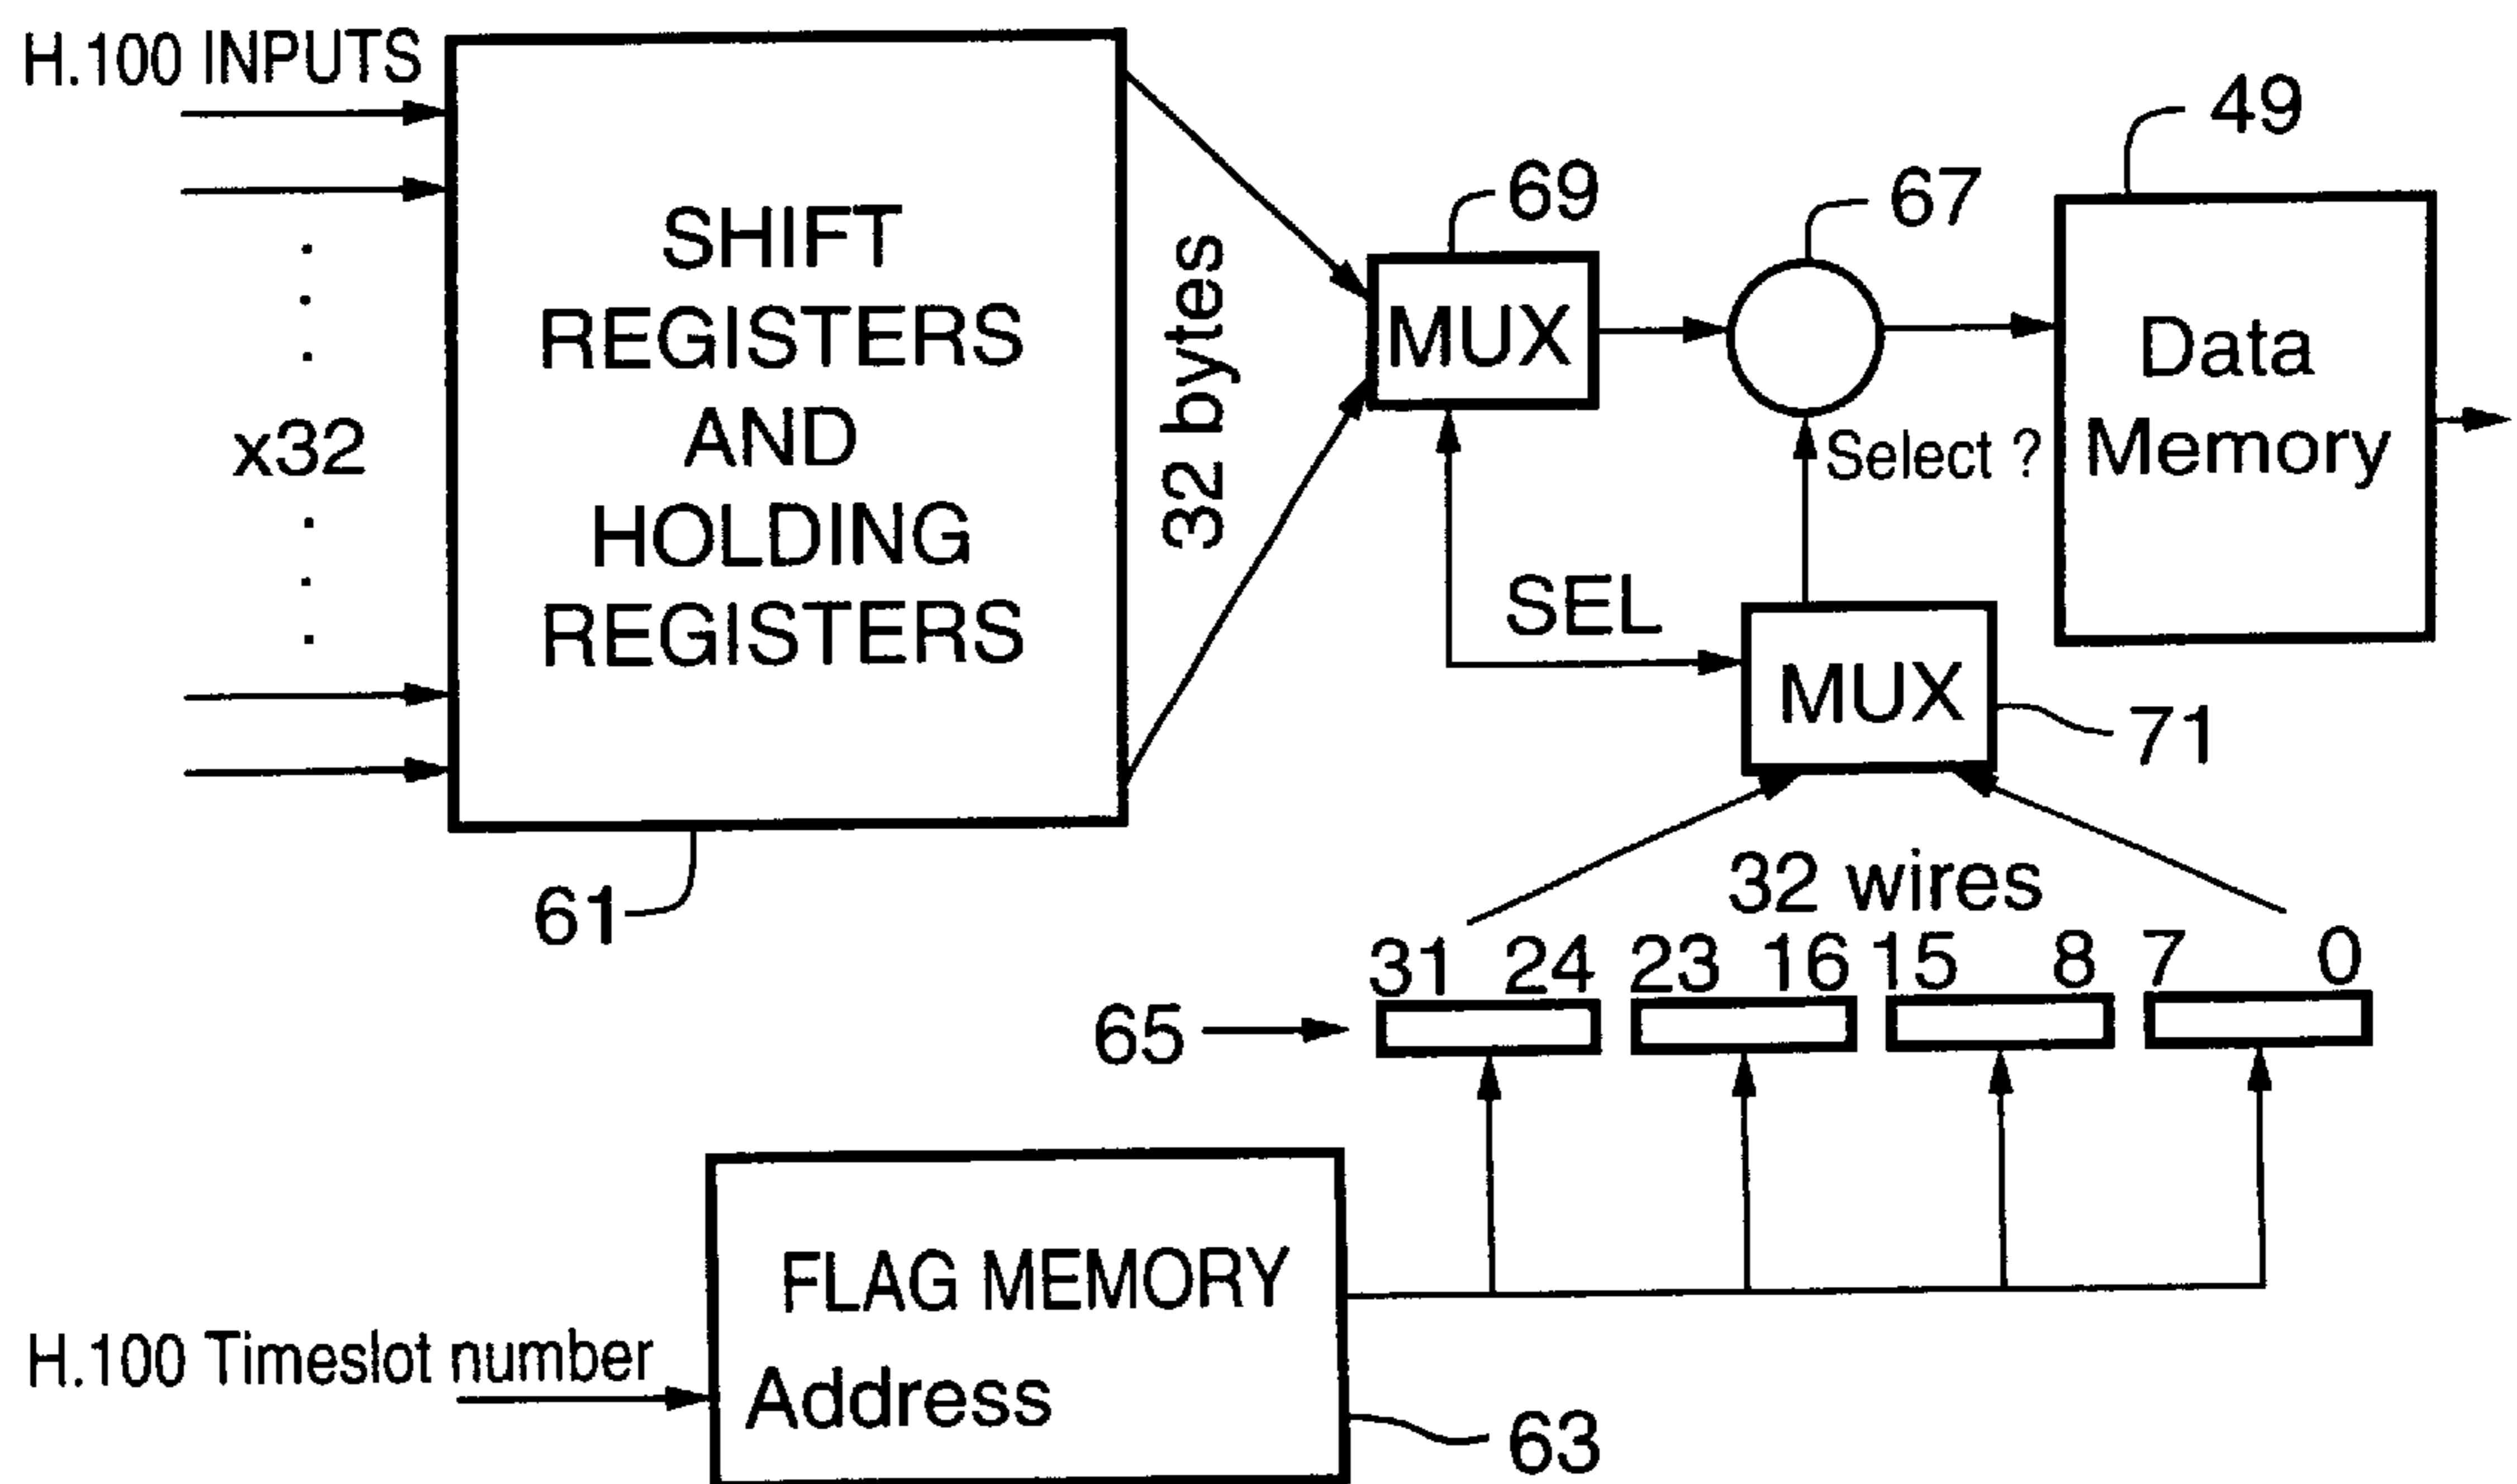 H.100 INPUTS
x32
SHIFT
REGISTERS
AND
HOLDING
REGISTERS
61
32 bytes
69
MUX
67
49
Data
Memory
Select ?
SEL
MUX
71
32 wires
31 24 23 16 15 8 7 0
65
FLAG MEMORY
H.100 Timeslot number
Address
63